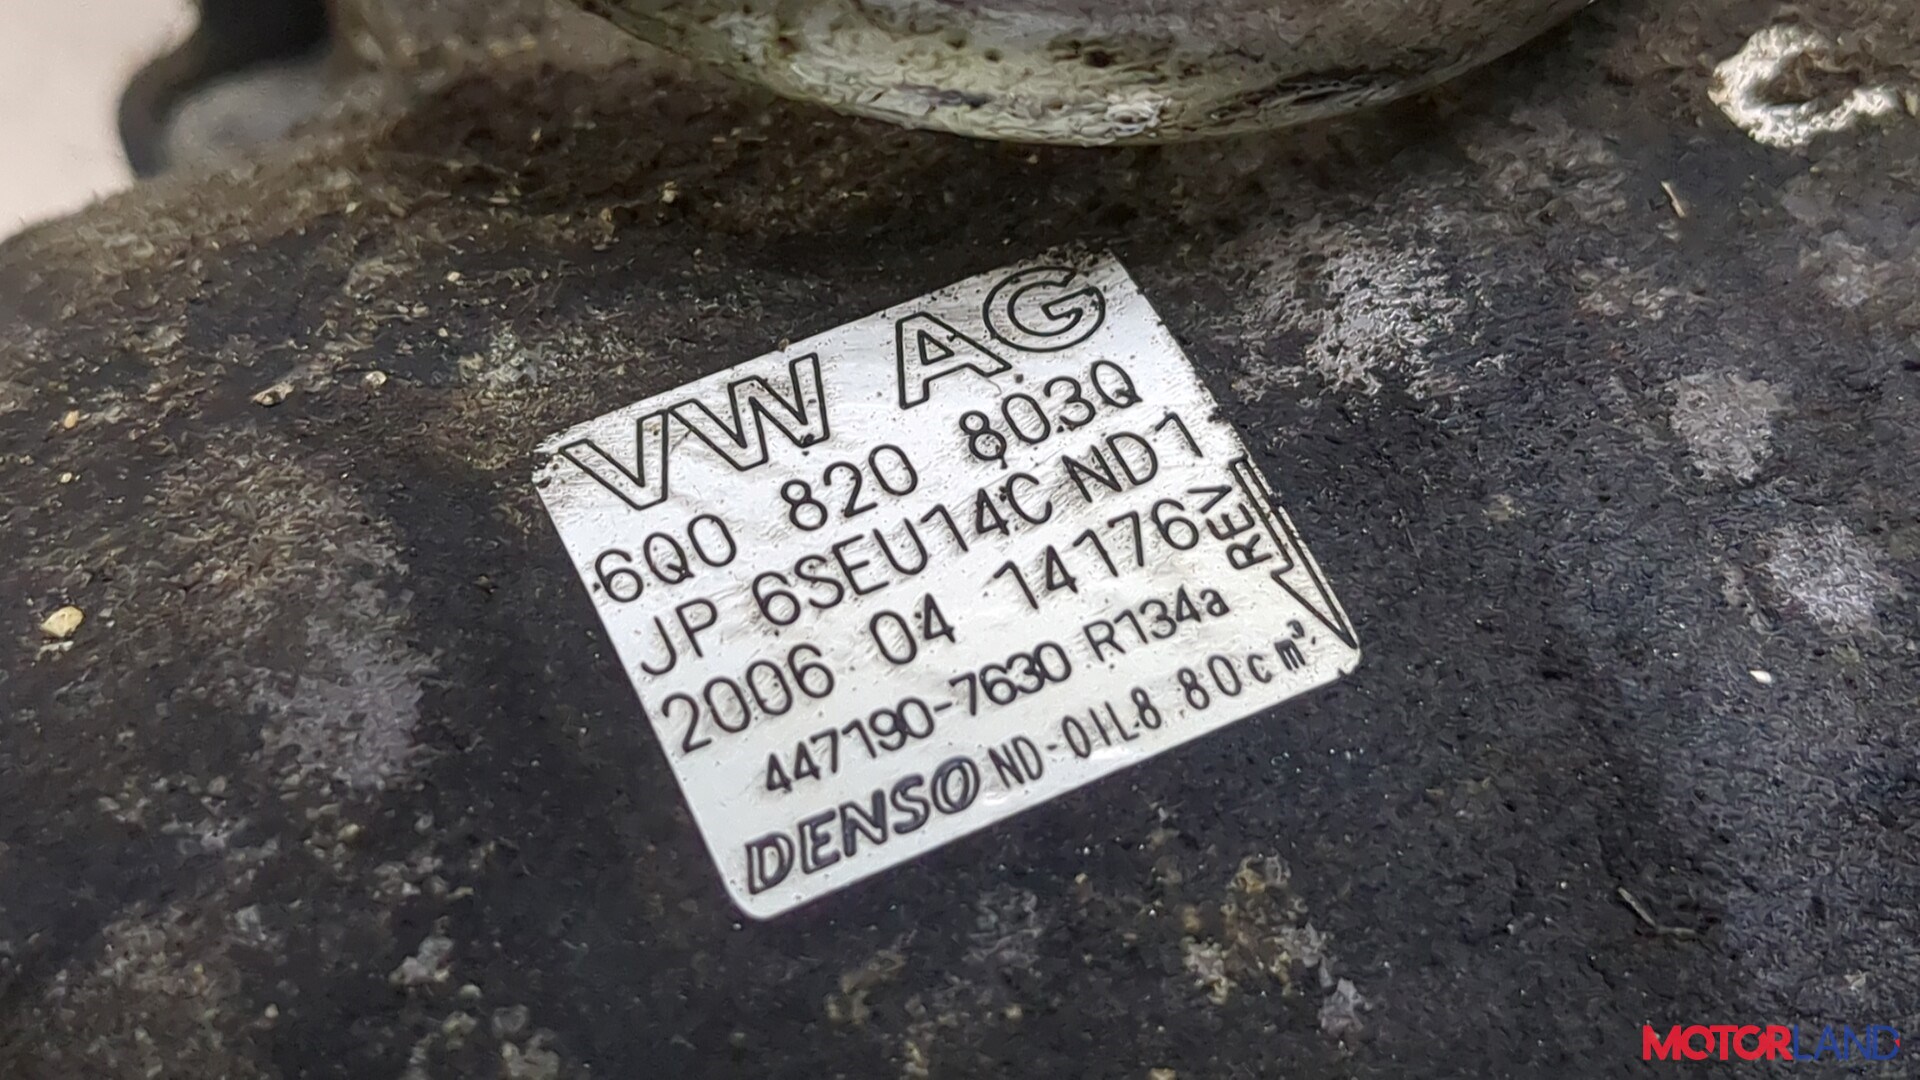 VW AG
6Q0 820 803Q
JP 6SEU14C ND1
2006 04 14176
REV
447190-7630 R134a
DENSO ND-OIL8 80cm³
MOTORLAND